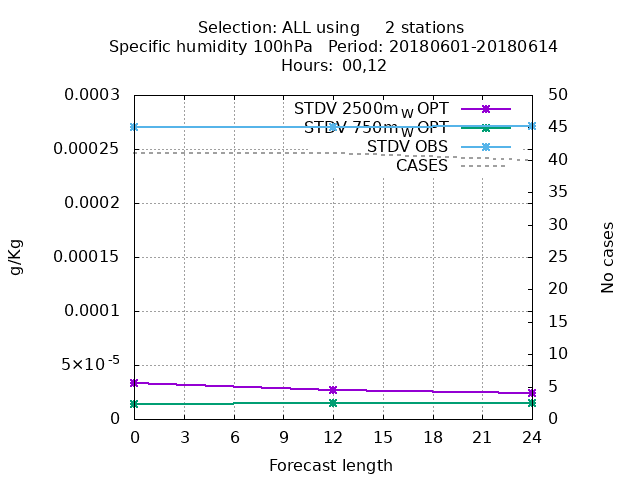 Selection: ALL using     2 stations
Specific humidity 100hPa   Period: 20180601-20180614
Hours: 00,12
STDV 2500m_W OPT
STDV 750m_W OPT
STDV OBS
CASES
0.0003
0.00025
0.0002
0.00015
0.0001
5×10^-5
0
g/Kg
50
45
40
35
30
25
20
15
10
5
0
No cases
0 3 6 9 12 15 18 21 24
Forecast length